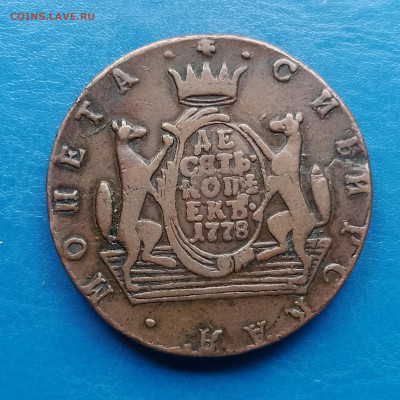 COINS.LAVE.RU
МОНЕТА СИБИРСКАЯ
ДЕ
СЯТЬ
КОПѢ
ЕКЪ
1778